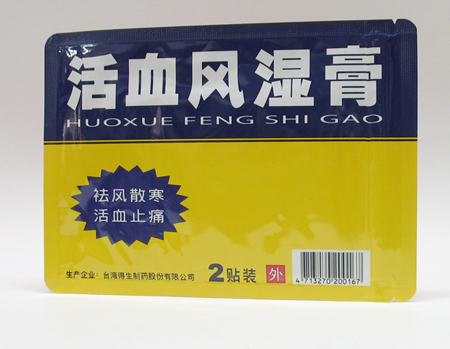 活血风湿膏
HUOXUE FENG SHI GAO
祛风散寒
活血止痛
生产企业：台湾得生制药股份有限公司
2贴装
外
4713270200167